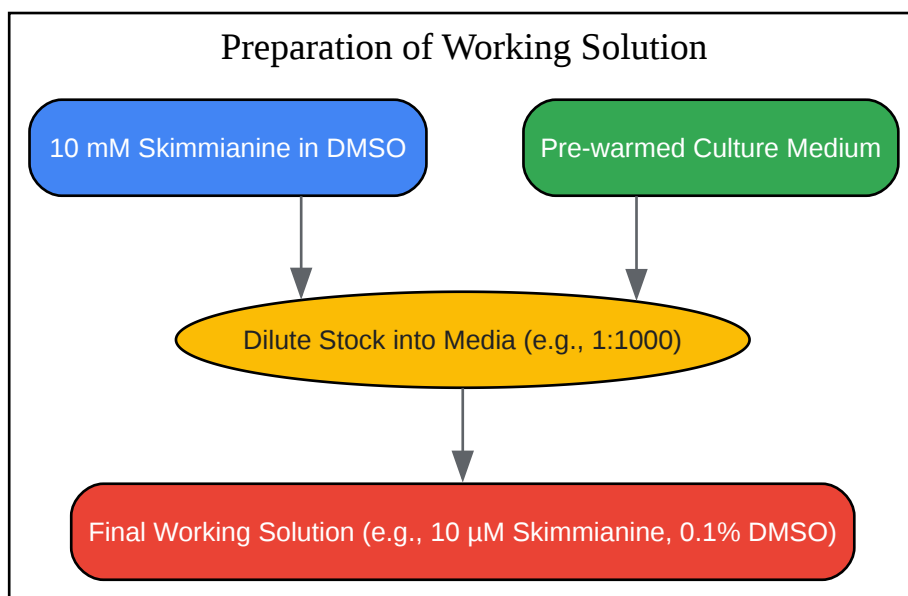 Preparation of Working Solution
10 mM Skimmianine in DMSO
Pre-warmed Culture Medium
Dilute Stock into Media (e.g., 1:1000)
Final Working Solution (e.g., 10 µM Skimmianine, 0.1% DMSO)